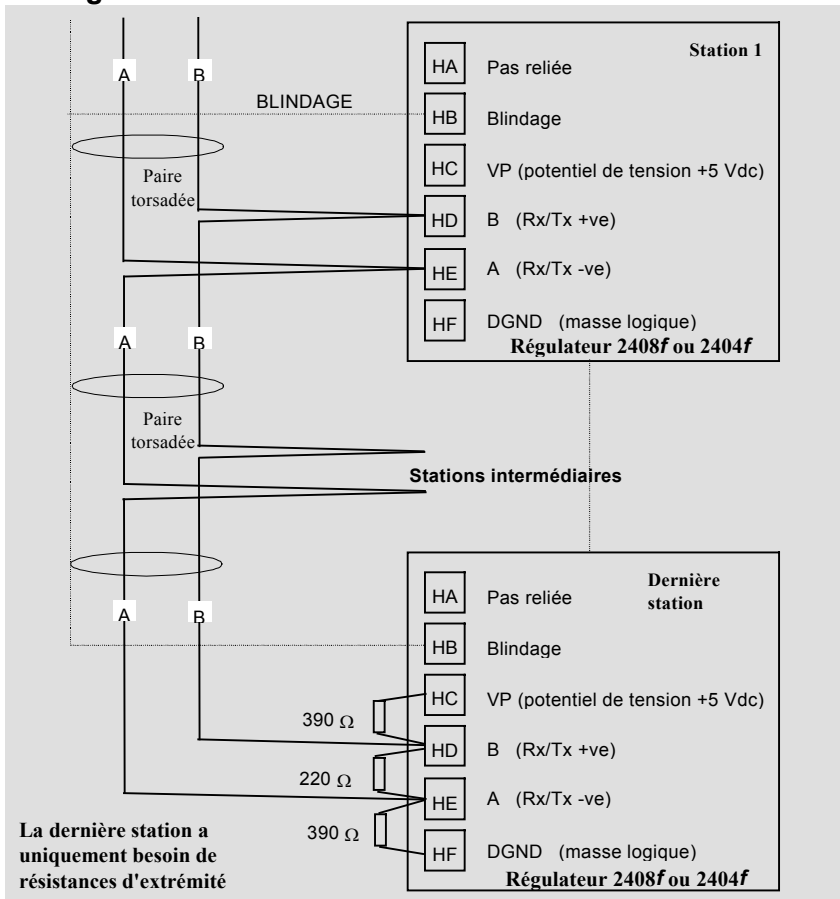 A B
BLINDAGE
Paire
torsadée
Station 1
HA Pas reliée
HB Blindage
HC VP (potentiel de tension +5 Vdc)
HD B (Rx/Tx +ve)
HE A (Rx/Tx -ve)
HF DGND (masse logique)
Régulateur 2408f ou 2404f
A B
Paire
torsadée
Stations intermédiaires
A B
Dernière
station
HA Pas reliée
HB Blindage
HC VP (potentiel de tension +5 Vdc)
390 Ω
HD B (Rx/Tx +ve)
220 Ω
HE A (Rx/Tx -ve)
390 Ω
HF DGND (masse logique)
Régulateur 2408f ou 2404f
La dernière station a
uniquement besoin de
résistances d'extrémité